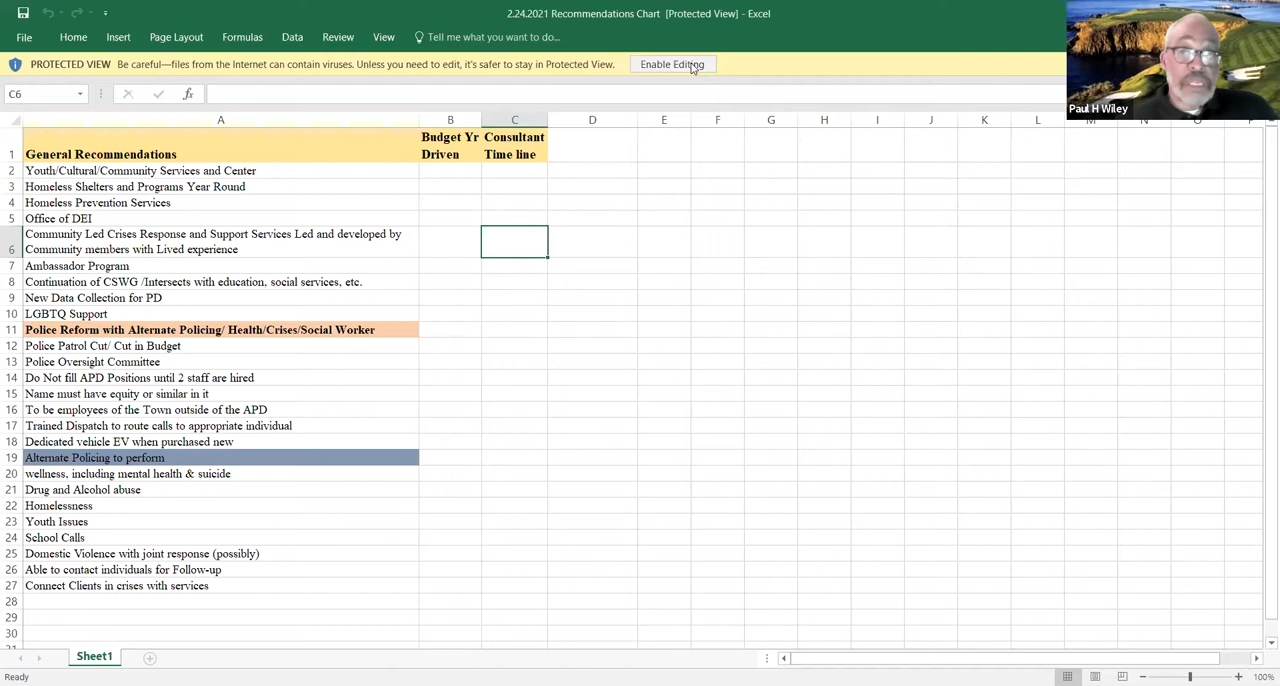 2.24.2021 Recommendations Chart [Protected View] - Excel
File Home Insert Page Layout Formulas Data Review View Tell me what you want to do...
PROTECTED VIEW Be careful—files from the Internet can contain viruses. Unless you need to edit, it's safer to stay in Protected View. Enable Editing
Paul H Wiley
C6 fx
A B C D E F G H I J K L M N O P
Budget Yr Consultant
1 General Recommendations Driven Time line
2 Youth/Cultural/Community Services and Center
3 Homeless Shelters and Programs Year Round
4 Homeless Prevention Services
5 Office of DEI
Community Led Crises Response and Support Services Led and developed by
6 Community members with Lived experience
7 Ambassador Program
8 Continuation of CSWG /Intersects with education, social services, etc.
9 New Data Collection for PD
10 LGBTQ Support
11 Police Reform with Alternate Policing/ Health/Crises/Social Worker
12 Police Patrol Cut/ Cut in Budget
13 Police Oversight Committee
14 Do Not fill APD Positions until 2 staff are hired
15 Name must have equity or similar in it
16 To be employees of the Town outside of the APD
17 Trained Dispatch to route calls to appropriate individual
18 Dedicated vehicle EV when purchased new
19 Alternate Policing to perform
20 wellness, including mental health & suicide
21 Drug and Alcohol abuse
22 Homelessness
23 Youth Issues
24 School Calls
25 Domestic Violence with joint response (possibly)
26 Able to contact individuals for Follow-up
27 Connect Clients in crises with services
28
29
30
31
Sheet1
Ready 100%